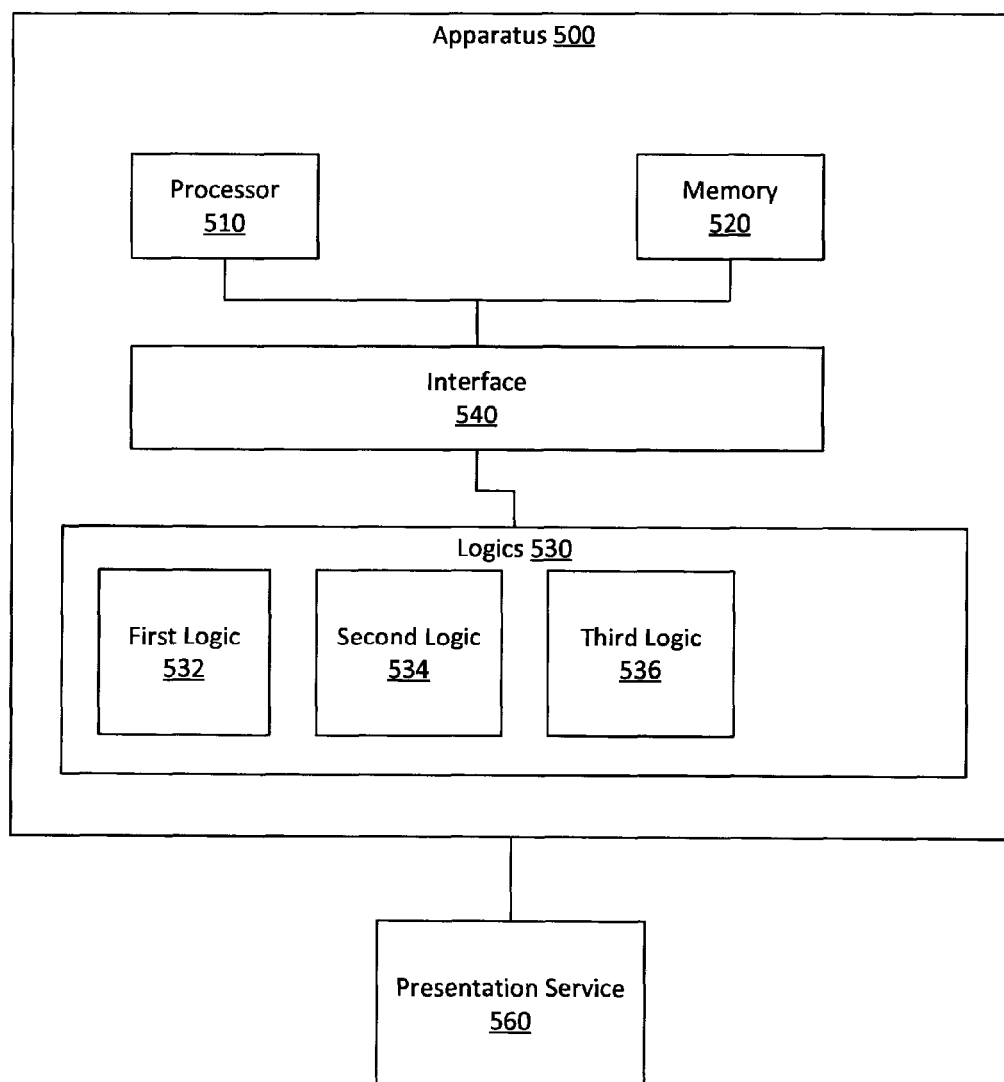 Apparatus 500
Processor
510
Memory
520
Interface
540
Logics 530
First Logic
532
Second Logic
534
Third Logic
536
Presentation Service
560